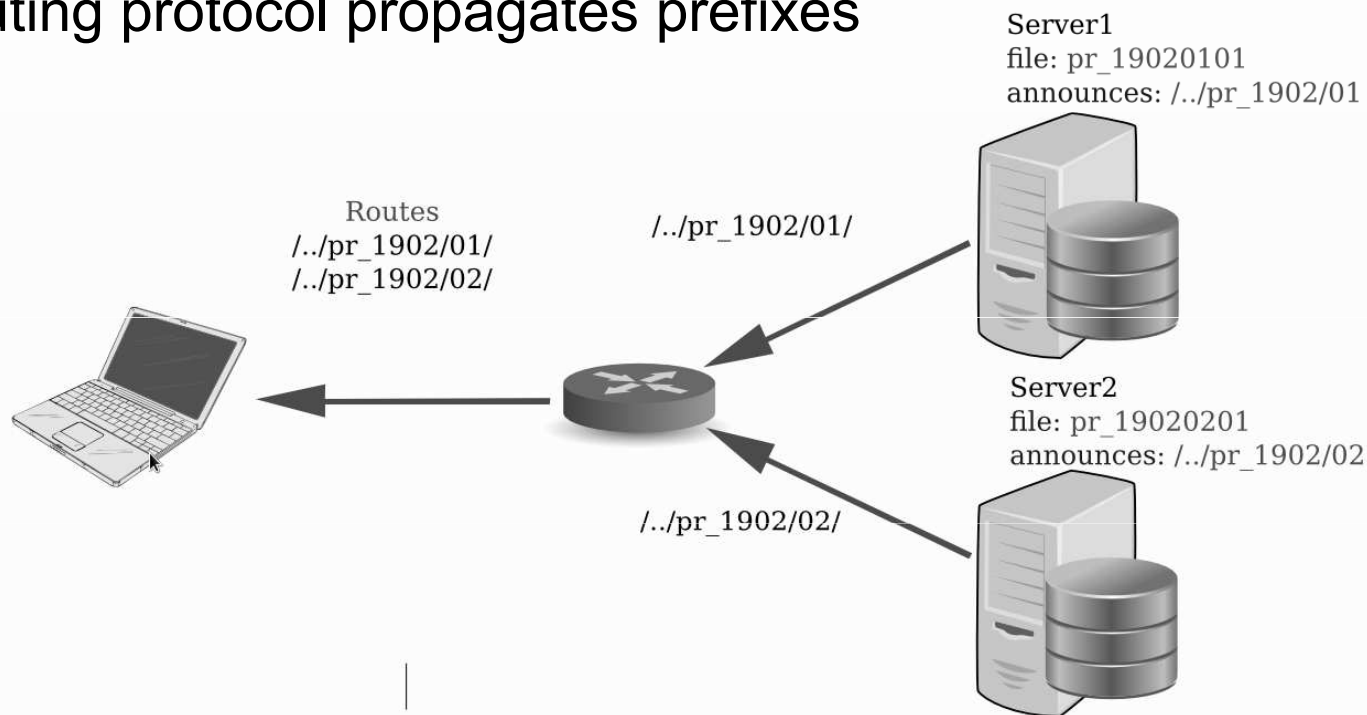 iting protocol propagates prefixes
Server1
file: pr_19020101
announces: /../pr_1902/01
Routes
/../pr_1902/01/
/../pr_1902/02/
/../pr_1902/01/
Server2
file: pr_19020201
announces: /../pr_1902/02
/../pr_1902/02/